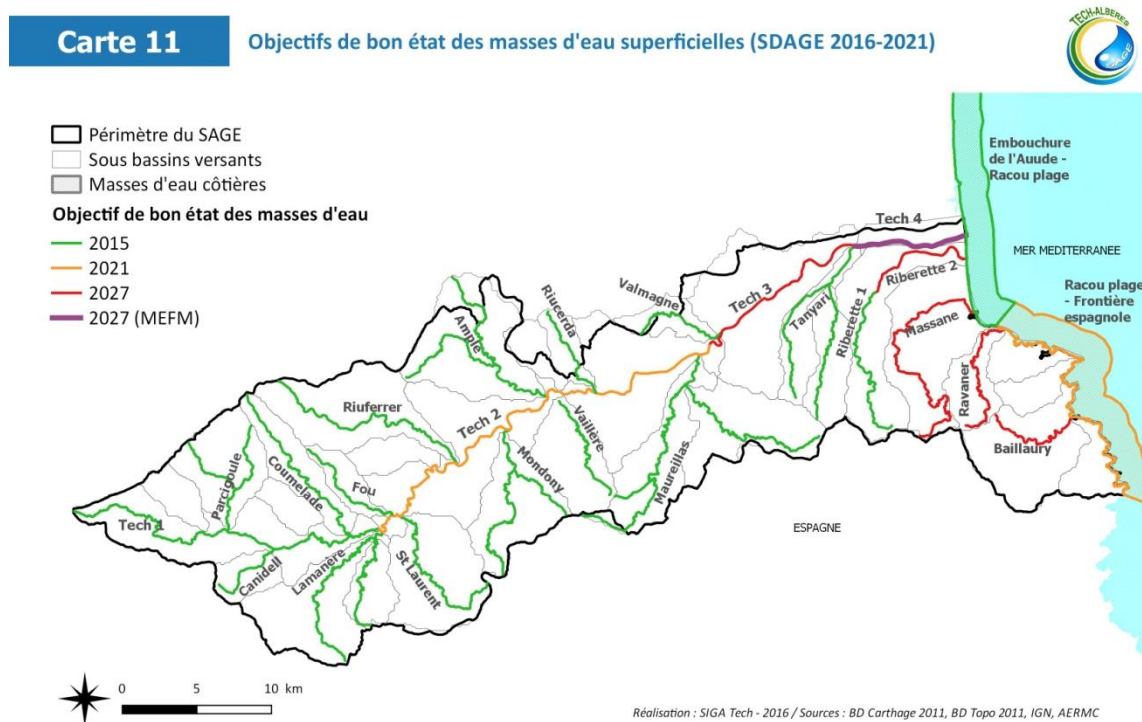 Carte 11
Objectifs de bon état des masses d'eau superficielles (SDAGE 2016-2021)
TECH-ALBERES
SAGE
Périmètre du SAGE
Sous bassins versants
Masses d'eau côtières
Objectif de bon état des masses d'eau
2015
2021
2027
2027 (MEFM)
Embouchure
de l'Auude -
Racou plage
MER MEDITERRANEE
Racou plage
- Frontière
espagnole
Tech 4
Riberette 2
Tech 3
Tanyari
Riberette 1
Massane
Ravaner
Baillaury
Valmagne
Riucerda
Ample
Riuferrer
Tech 2
Vaillère
Mondony
Maureillas
Parcigoule
Coumelade
Fou
Tech 1
Canidell
Lamanère
St Laurent
ESPAGNE
0 5 10 km
Réalisation : SIGA Tech - 2016 / Sources : BD Carthage 2011, BD Topo 2011, IGN, AERMC